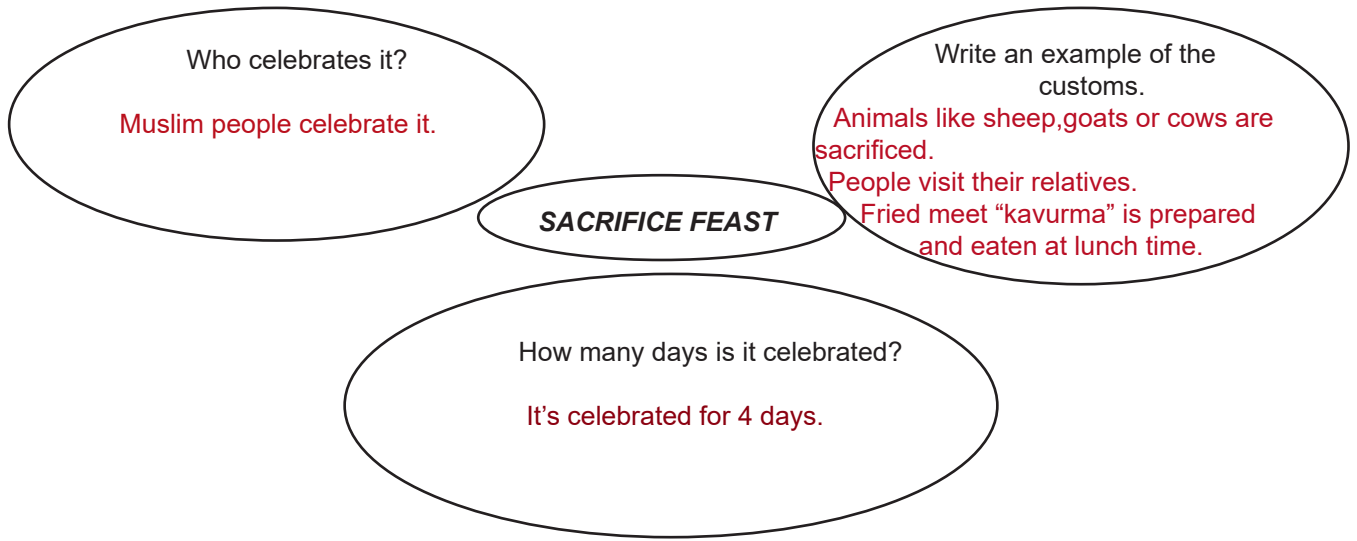 Who celebrates it?
Muslim people celebrate it.
Write an example of the
customs.
Animals like sheep,goats or cows are
sacrificed.
People visit their relatives.
Fried meet “kavurma” is prepared
and eaten at lunch time.
SACRIFICE FEAST
How many days is it celebrated?
It’s celebrated for 4 days.